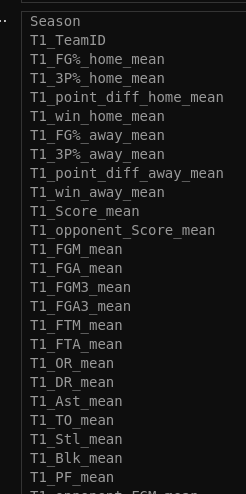 Season
T1_TeamID
T1_FG%_home_mean
T1_3P%_home_mean
T1_point_diff_home_mean
T1_win_home_mean
T1_FG%_away_mean
T1_3P%_away_mean
T1_point_diff_away_mean
T1_win_away_mean
T1_Score_mean
T1_opponent_Score_mean
T1_FGM_mean
T1_FGA_mean
T1_FGM3_mean
T1_FGA3_mean
T1_FTM_mean
T1_FTA_mean
T1_OR_mean
T1_DR_mean
T1_Ast_mean
T1_TO_mean
T1_Stl_mean
T1_Blk_mean
T1_PF_mean